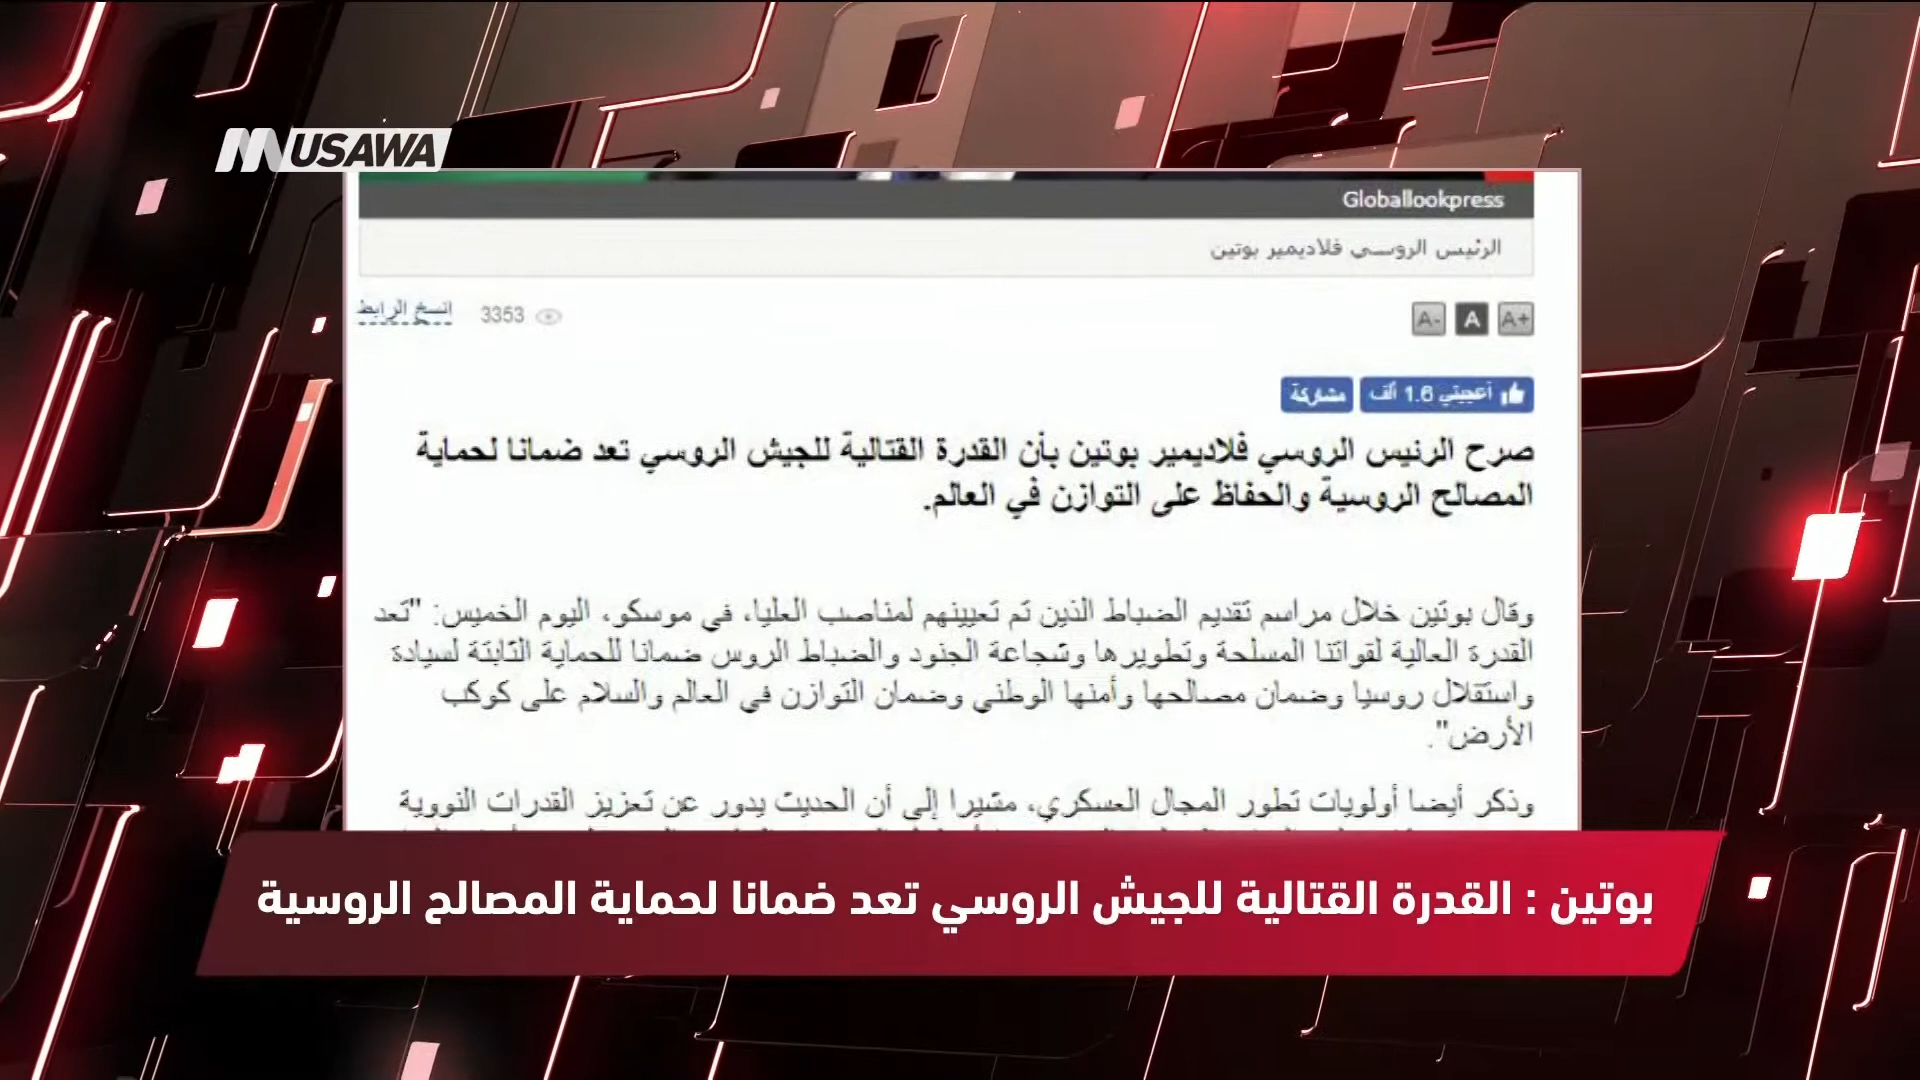 MUSAWA
Globallookpress
الرئيس الروسي فلاديمير بوتين
A+ A A-
3353 إنسخ الرابط
أعجبني 1.6 ألف مشاركة
صرح الرئيس الروسي فلاديمير بوتين بأن القدرة القتالية للجيش الروسي تعد ضمانا لحماية
المصالح الروسية والحفاظ على التوازن في العالم.
وقال بوتين خلال مراسم تقديم الضباط الذين تم تعيينهم لمناصب العليا، في موسكو، اليوم الخميس: "تعد
القدرة العالية لقواتنا المسلحة وتطويرها وشجاعة الجنود والضباط الروس ضمانا للحماية الثابتة لسيادة
واستقلال روسيا وضمان مصالحها وأمنها الوطني وضمان التوازن في العالم والسلام على كوكب
الأرض".
وذكر أيضا أولويات تطور المجال العسكري، مشيرا إلى أن الحديث يدور عن تعزيز القدرات النووية
بوتين : القدرة القتالية للجيش الروسي تعد ضمانا لحماية المصالح الروسية